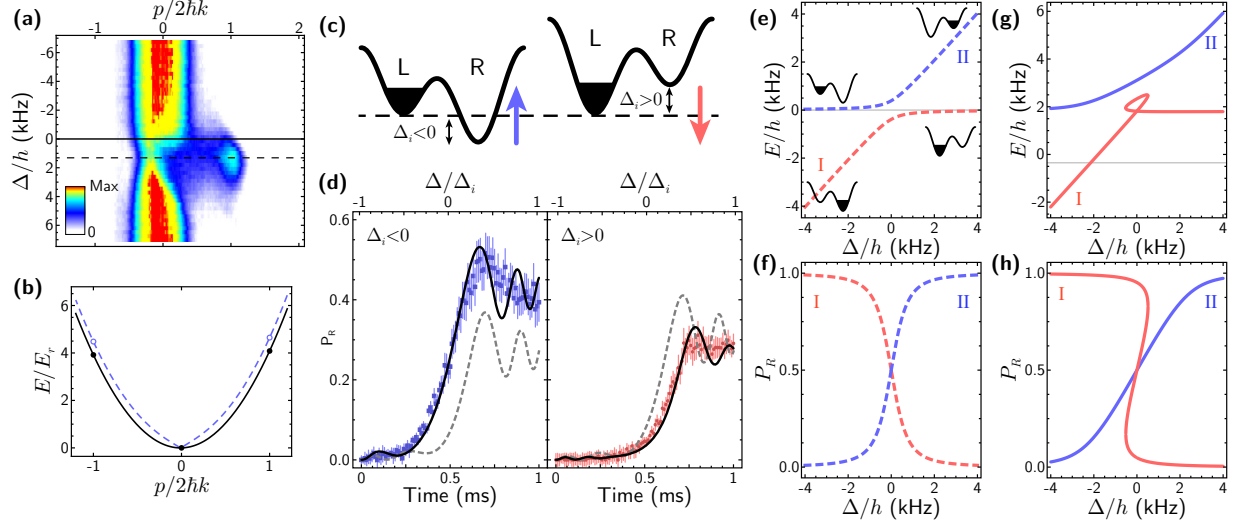 (a)
p/2ħk
-1 0 1 2
Δ/h (kHz)
-6
-4
-2
0
2
4
6
Max
0
(b)
E/E_r
6
4
2
0
-1 0 1
p/2ħk
(c)
L
R
Δ_i<0
L
R
Δ_i>0
(d)
Δ/Δ_i
-1 0 1
Δ/Δ_i
-1 0 1
Δ_i<0
Δ_i>0
P_R
0.6
0.4
0.2
0.0
0 0.5 1
Time (ms)
0 0.5 1
Time (ms)
(e)
E/h (kHz)
4
2
0
-2
-4
I
II
-4 -2 0 2 4
Δ/h (kHz)
(f)
P_R
1.0
0.5
0.0
I
II
-4 -2 0 2 4
Δ/h (kHz)
(g)
E/h (kHz)
6
4
2
0
-2
II
I
-4 -2 0 2 4
Δ/h (kHz)
(h)
P_R
1.0
0.5
0.0
I
II
-4 -2 0 2 4
Δ/h (kHz)